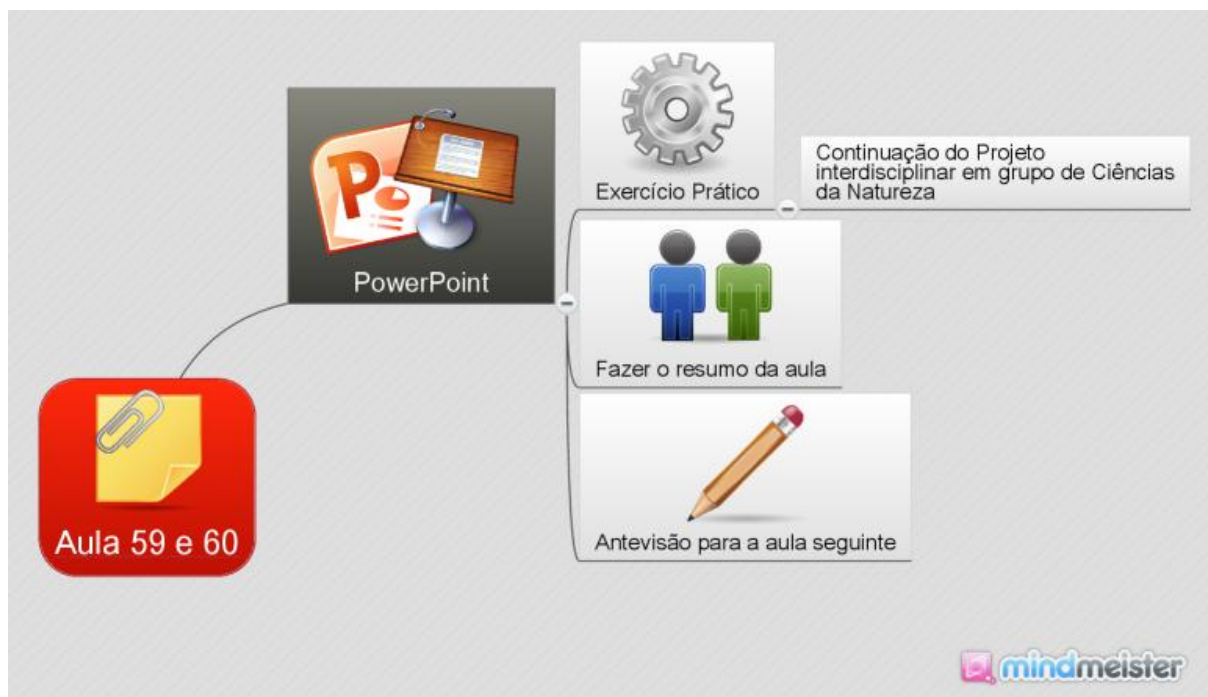 Aula 59 e 60
PowerPoint
Exercício Prático
Continuação do Projeto
interdisciplinar em grupo de Ciências
da Natureza
Fazer o resumo da aula
Antevisão para a aula seguinte
mindmeister